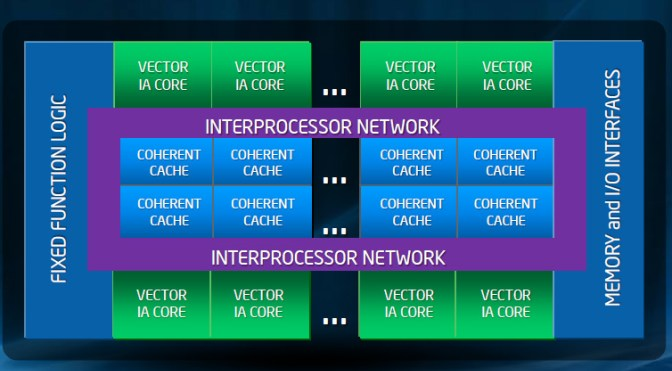 FIXED FUNCTION LOGIC
VECTOR IA CORE
VECTOR IA CORE
...
VECTOR IA CORE
VECTOR IA CORE
INTERPROCESSOR NETWORK
COHERENT CACHE
COHERENT CACHE
...
COHERENT CACHE
COHERENT CACHE
COHERENT CACHE
COHERENT CACHE
...
COHERENT CACHE
COHERENT CACHE
INTERPROCESSOR NETWORK
VECTOR IA CORE
VECTOR IA CORE
...
VECTOR IA CORE
VECTOR IA CORE
MEMORY and I/O INTERFACES